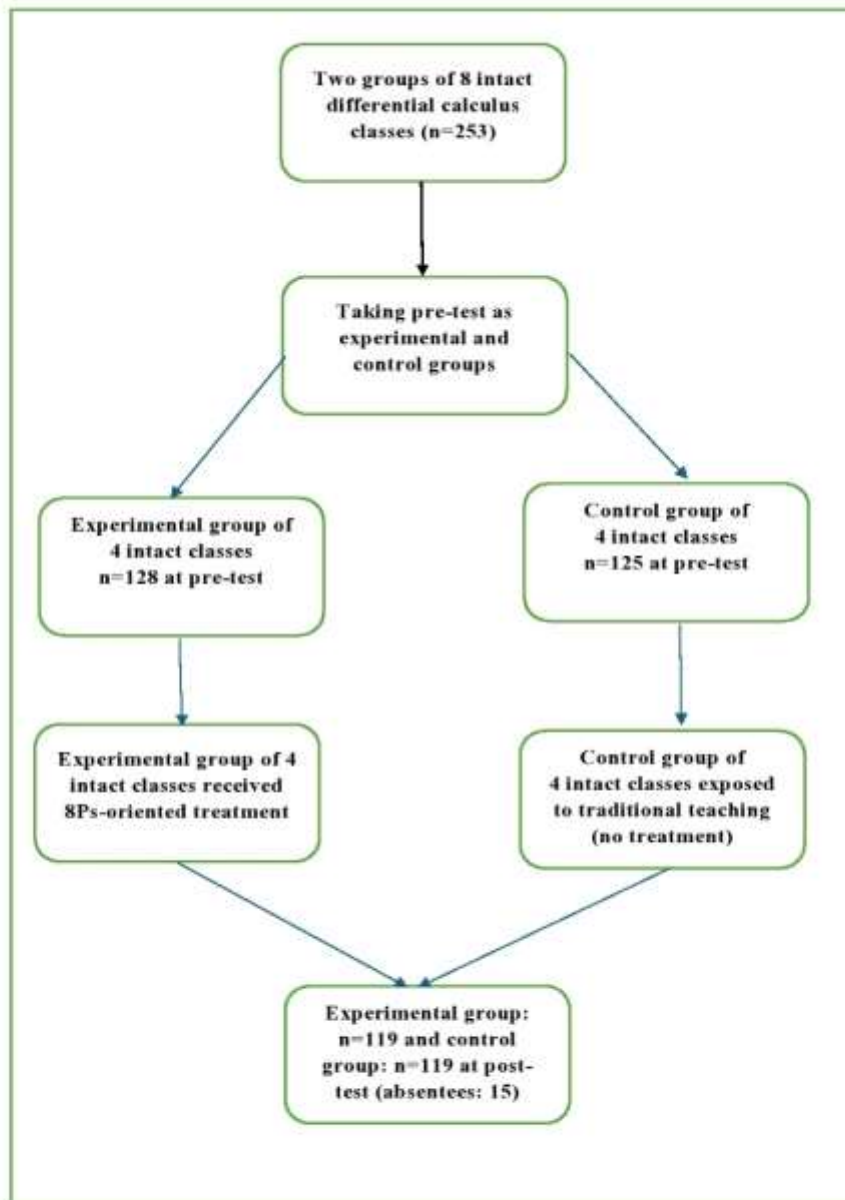 Two groups of 8 intact
differential calculus
classes (n=253)
Taking pre-test as
experimental and
control groups
Experimental group of
4 intact classes
n=128 at pre-test
Control group of
4 intact classes
n=125 at pre-test
Experimental group of 4
intact classes received
8Ps-oriented treatment
Control group of
4 intact classes exposed
to traditional teaching
(no treatment)
Experimental group:
n=119 and control
group: n=119 at post-
test (absentees: 15)